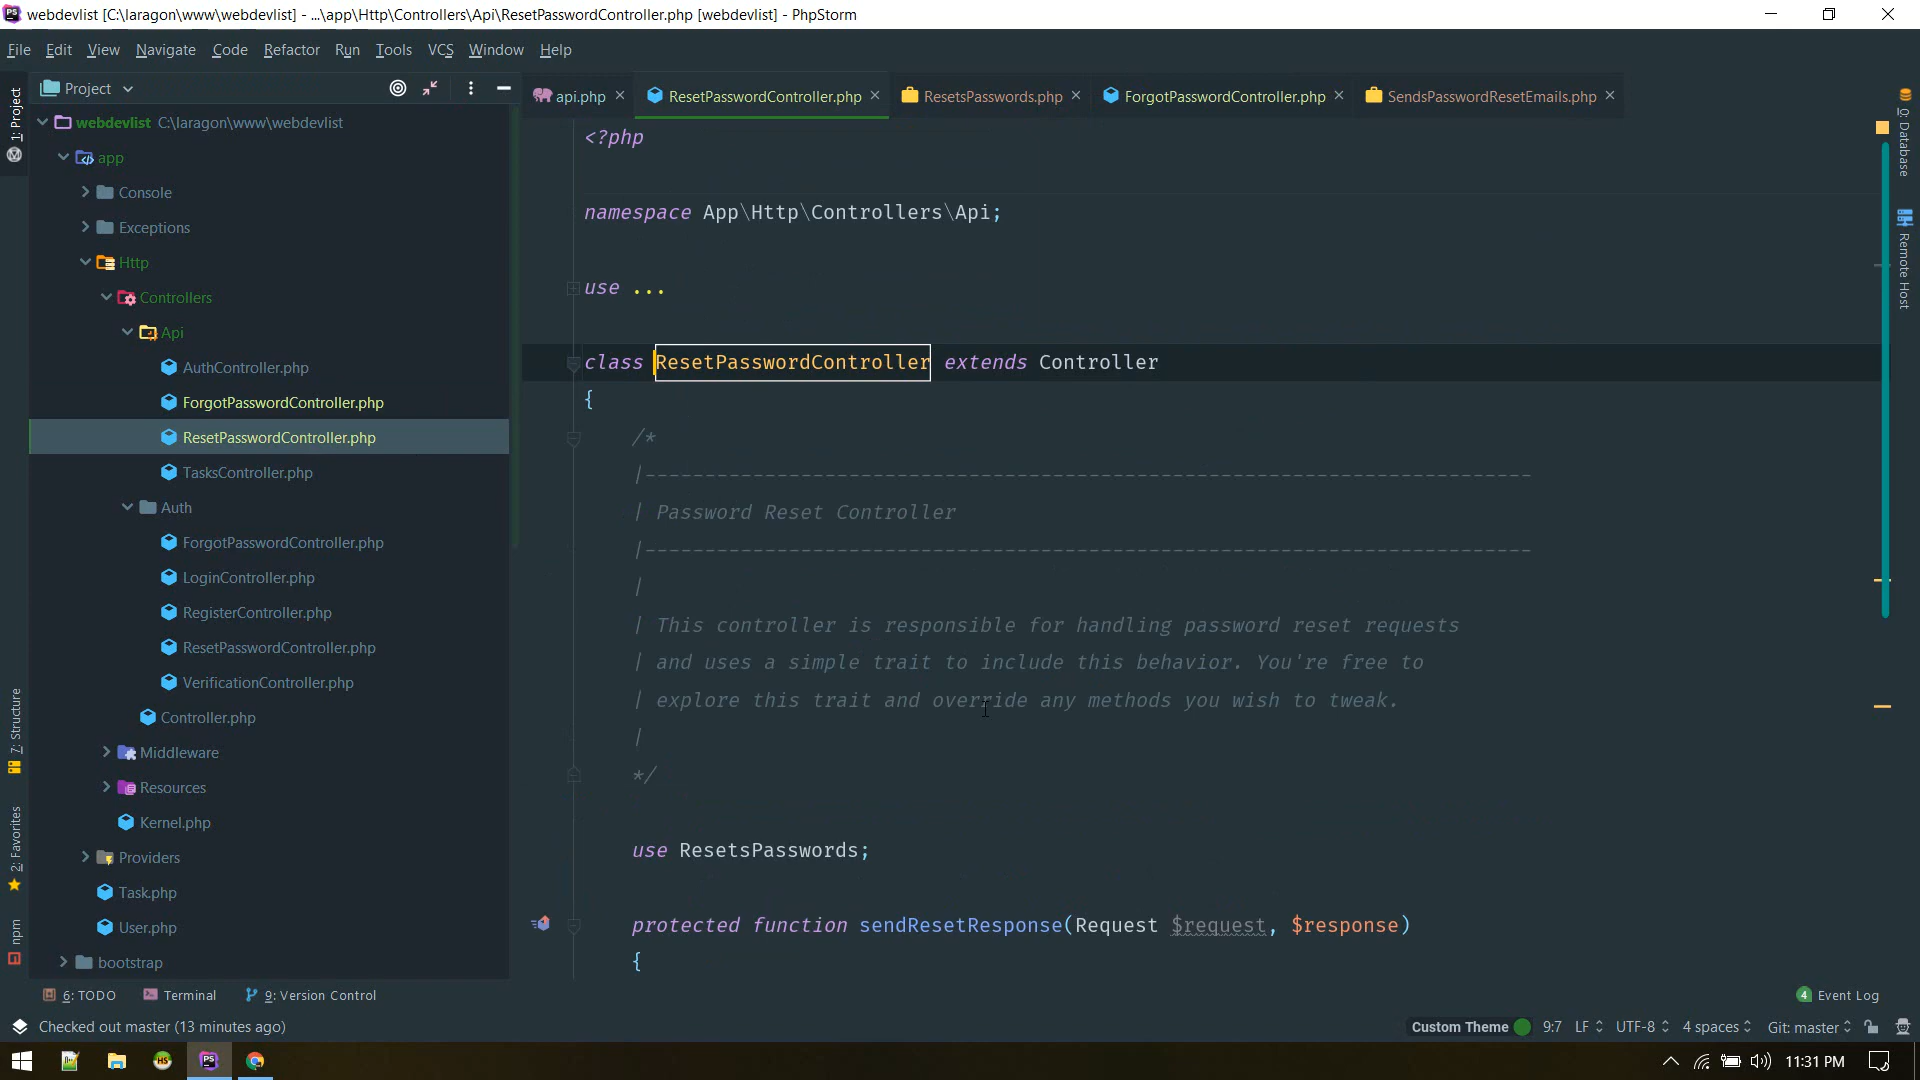 webdevlist [C:\laragon\www\webdevlist] - ...\app\Http\Controllers\Api\ResetPasswordController.php [webdevlist] - PhpStorm
File Edit View Navigate Code Refactor Run Tools VCS Window Help
Project
api.php
ResetPasswordController.php
ResetsPasswords.php
ForgotPasswordController.php
SendsPasswordResetEmails.php
1: Project
7: Structure
2: Favorites
npm
webdevlist C:\laragon\www\webdevlist
app
Console
Exceptions
Http
Controllers
Api
AuthController.php
ForgotPasswordController.php
ResetPasswordController.php
TasksController.php
Auth
ForgotPasswordController.php
LoginController.php
RegisterController.php
ResetPasswordController.php
VerificationController.php
Controller.php
Middleware
Resources
Kernel.php
Providers
Task.php
User.php
bootstrap
<?php
namespace App\Http\Controllers\Api;
use ...
class ResetPasswordController extends Controller
{
/*
|--------------------------------------------------------------------------
| Password Reset Controller
|--------------------------------------------------------------------------
|
| This controller is responsible for handling password reset requests
| and uses a simple trait to include this behavior. You're free to
| explore this trait and override any methods you wish to tweak.
|
*/
use ResetsPasswords;
protected function sendResetResponse(Request $request, $response)
{
Database
Remote Host
6: TODO
Terminal
9: Version Control
4 Event Log
Checked out master (13 minutes ago)
Custom Theme 9:7 LF UTF-8 4 spaces Git: master
PS
11:31 PM